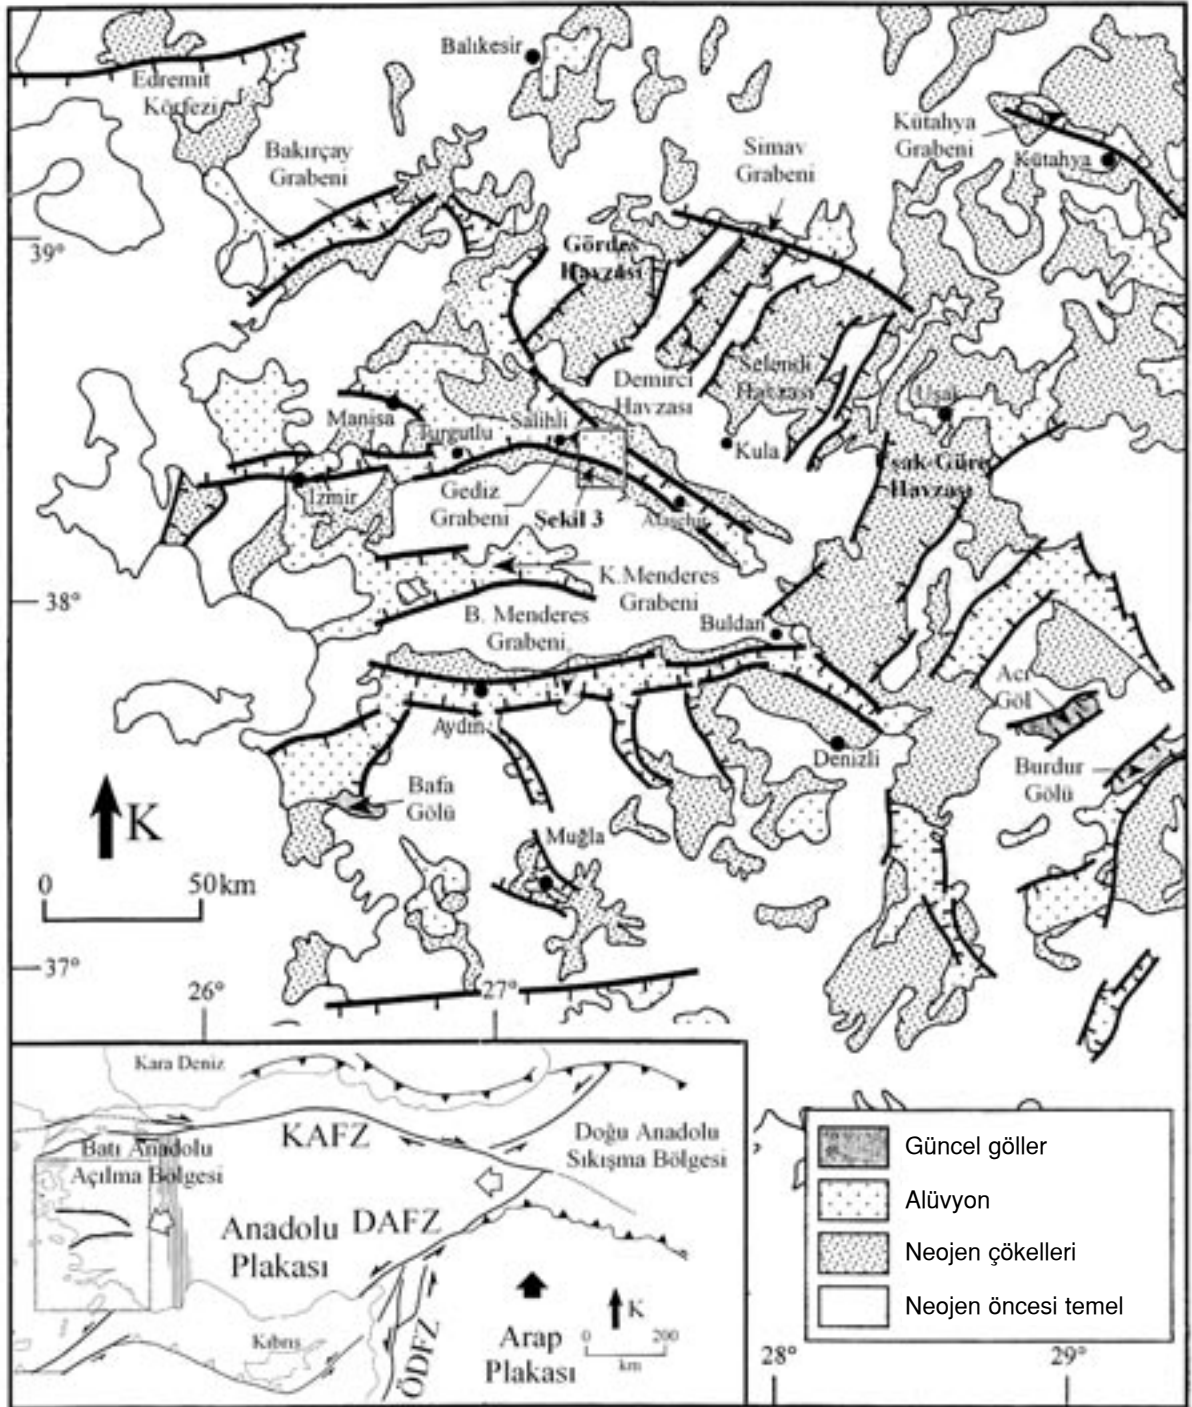 Balıkesir
Edremit
Körfezi
Kütahya
Grabeni
Kütahya
Bakırçay
Grabeni
Simav
Grabeni
39°
Gördes
Havzası
Demirci
Havzası
Selendi
Havzası
Uşak
Manisa
Turgutlu
Salihli
Kula
Uşak-Güre
Havzası
İzmir
Gediz
Grabeni
Şekil 3
Alaşehir
38°
K.Menderes
Grabeni
B. Menderes
Grabeni
Buldan
Acı
Göl
Aydın
Denizli
Burdur
Gölü
Bafa
Gölü
K
Muğla
0 50km
37°
26°
27°
Kara Deniz
KAFZ
Doğu Anadolu
Sıkışma Bölgesi
Batı Anadolu
Açılma Bölgesi
Anadolu
Plakası
DAFZ
K
0 200
km
Kıbrıs
ÖDFZ
Arap
Plakası
Güncel göller
Alüvyon
Neojen çökelleri
Neojen öncesi temel
28°
29°